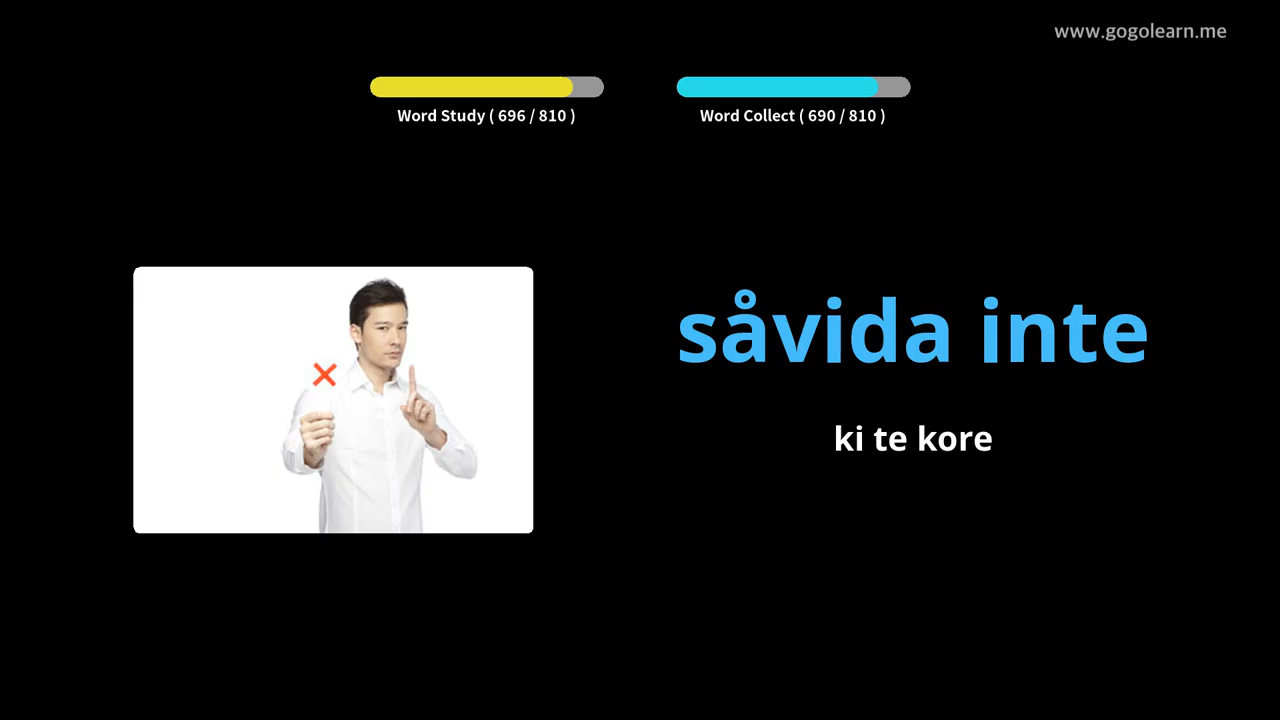 www.gogolearn.me
Word Study ( 696 / 810 )
Word Collect ( 690 / 810 )
såvida inte
ki te kore